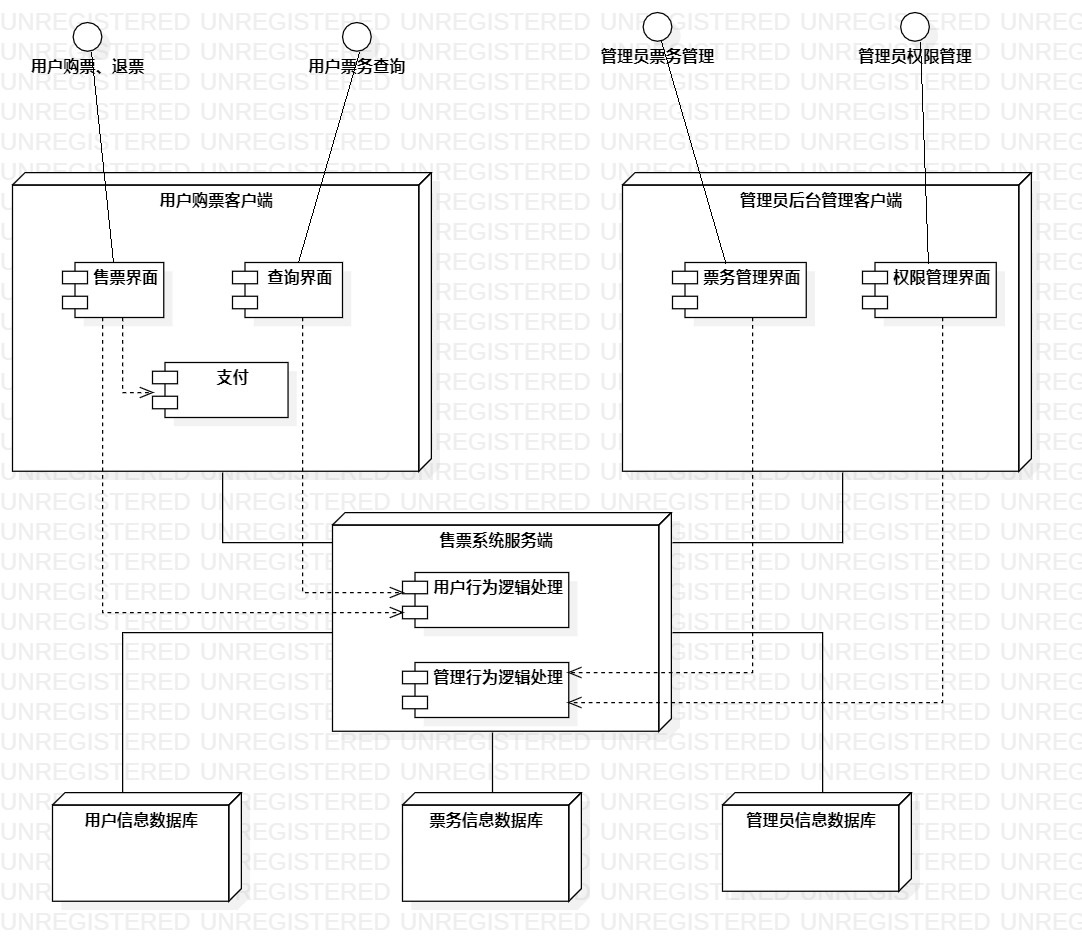 用户购票、退票
用户票务查询
管理员票务管理
管理员权限管理
用户购票客户端
管理员后台管理客户端
售票界面
查询界面
票务管理界面
权限管理界面
支付
售票系统服务端
用户行为逻辑处理
管理行为逻辑处理
用户信息数据库
票务信息数据库
管理员信息数据库
UNREGISTERED UNREGISTERED UNREGISTERED UNREGISTERED UNREGISTERED UNREG